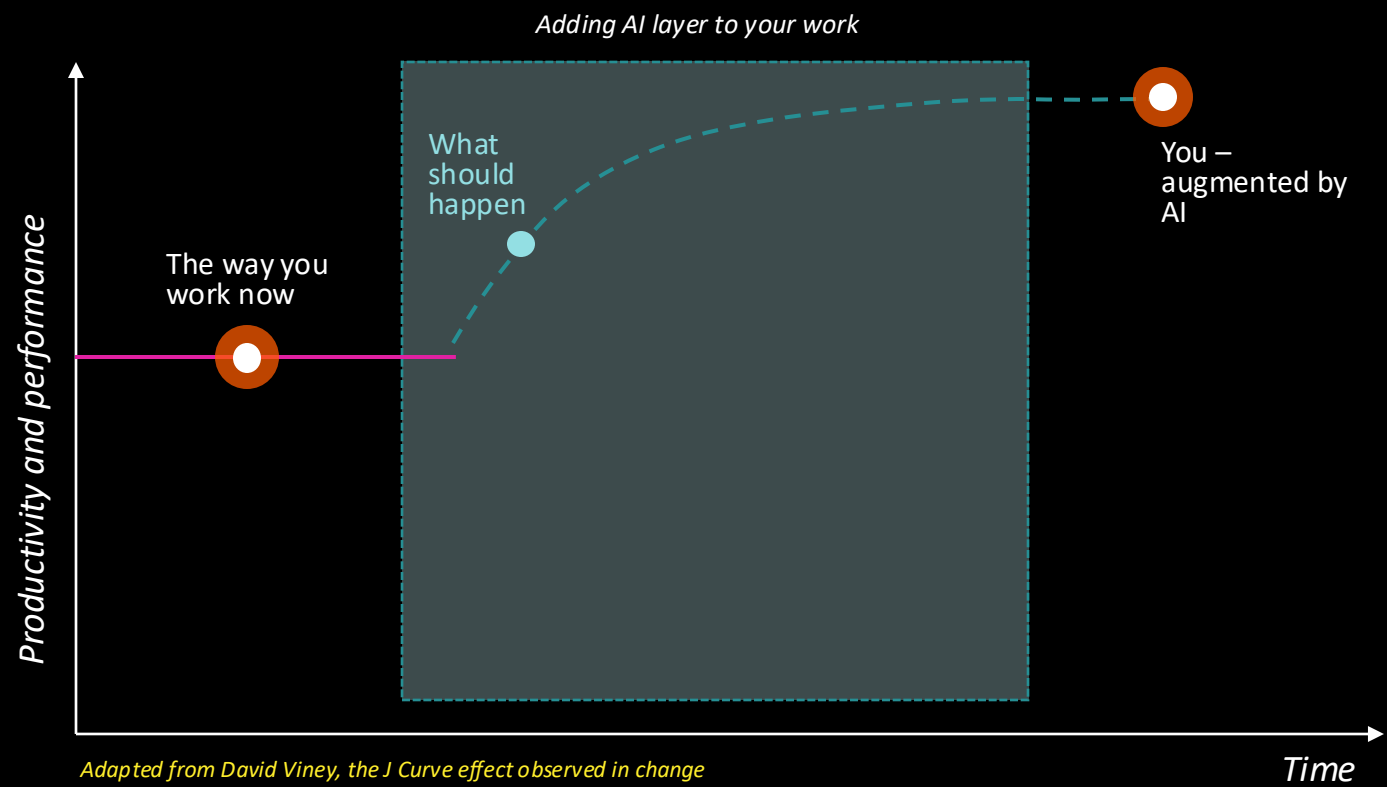 Adding AI layer to your work
What
should
happen
You –
augmented by
AI
The way you
work now
Productivity and performance
Adapted from David Viney, the J Curve effect observed in change
Time